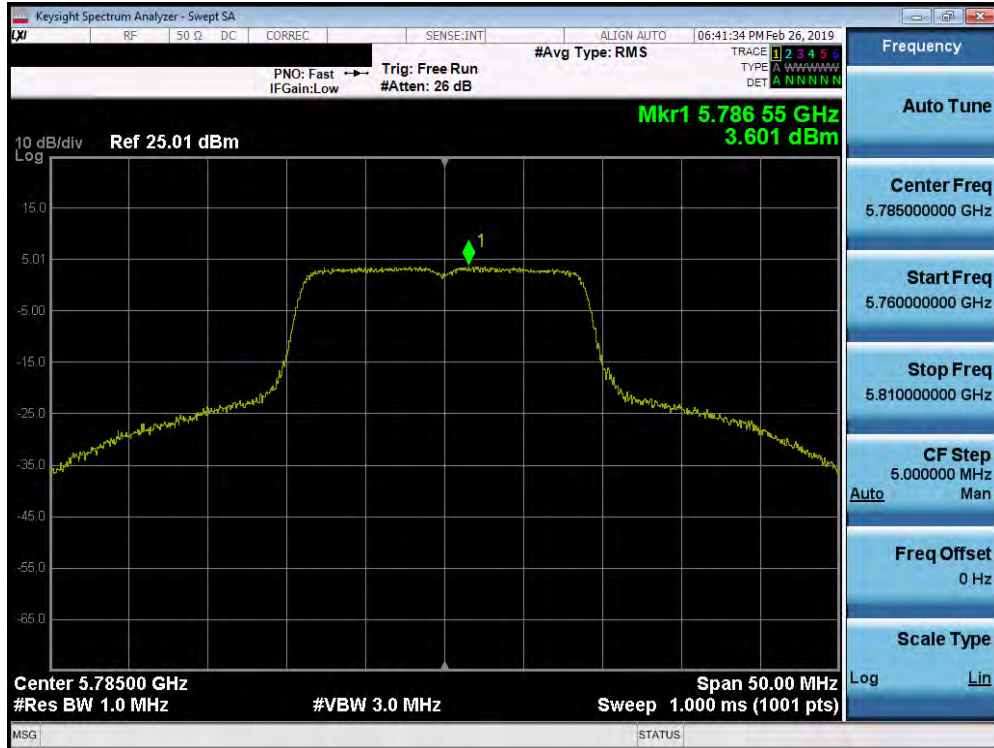 Keysight Spectrum Analyzer - Swept SA
LXI RF 50 Ω DC CORREC SENSE:INT ALIGN AUTO 06:41:34 PM Feb 26, 2019
#Avg Type: RMS TRACE 1 2 3 4 5 6
PNO: Fast Trig: Free Run TYPE A WWWWW
IFGain:Low #Atten: 26 dB DET A N N N N N
Mkr1 5.786 55 GHz
3.601 dBm
10 dB/div Ref 25.01 dBm
Log
1
15.0
5.01
-5.00
-15.0
-25.0
-35.0
-45.0
-55.0
-65.0
Center 5.78500 GHz Span 50.00 MHz
#Res BW 1.0 MHz #VBW 3.0 MHz Sweep 1.000 ms (1001 pts)
MSG STATUS
Frequency
Auto Tune
Center Freq
5.785000000 GHz
Start Freq
5.760000000 GHz
Stop Freq
5.810000000 GHz
CF Step
5.000000 MHz
Auto Man
Freq Offset
0 Hz
Scale Type
Log Lin